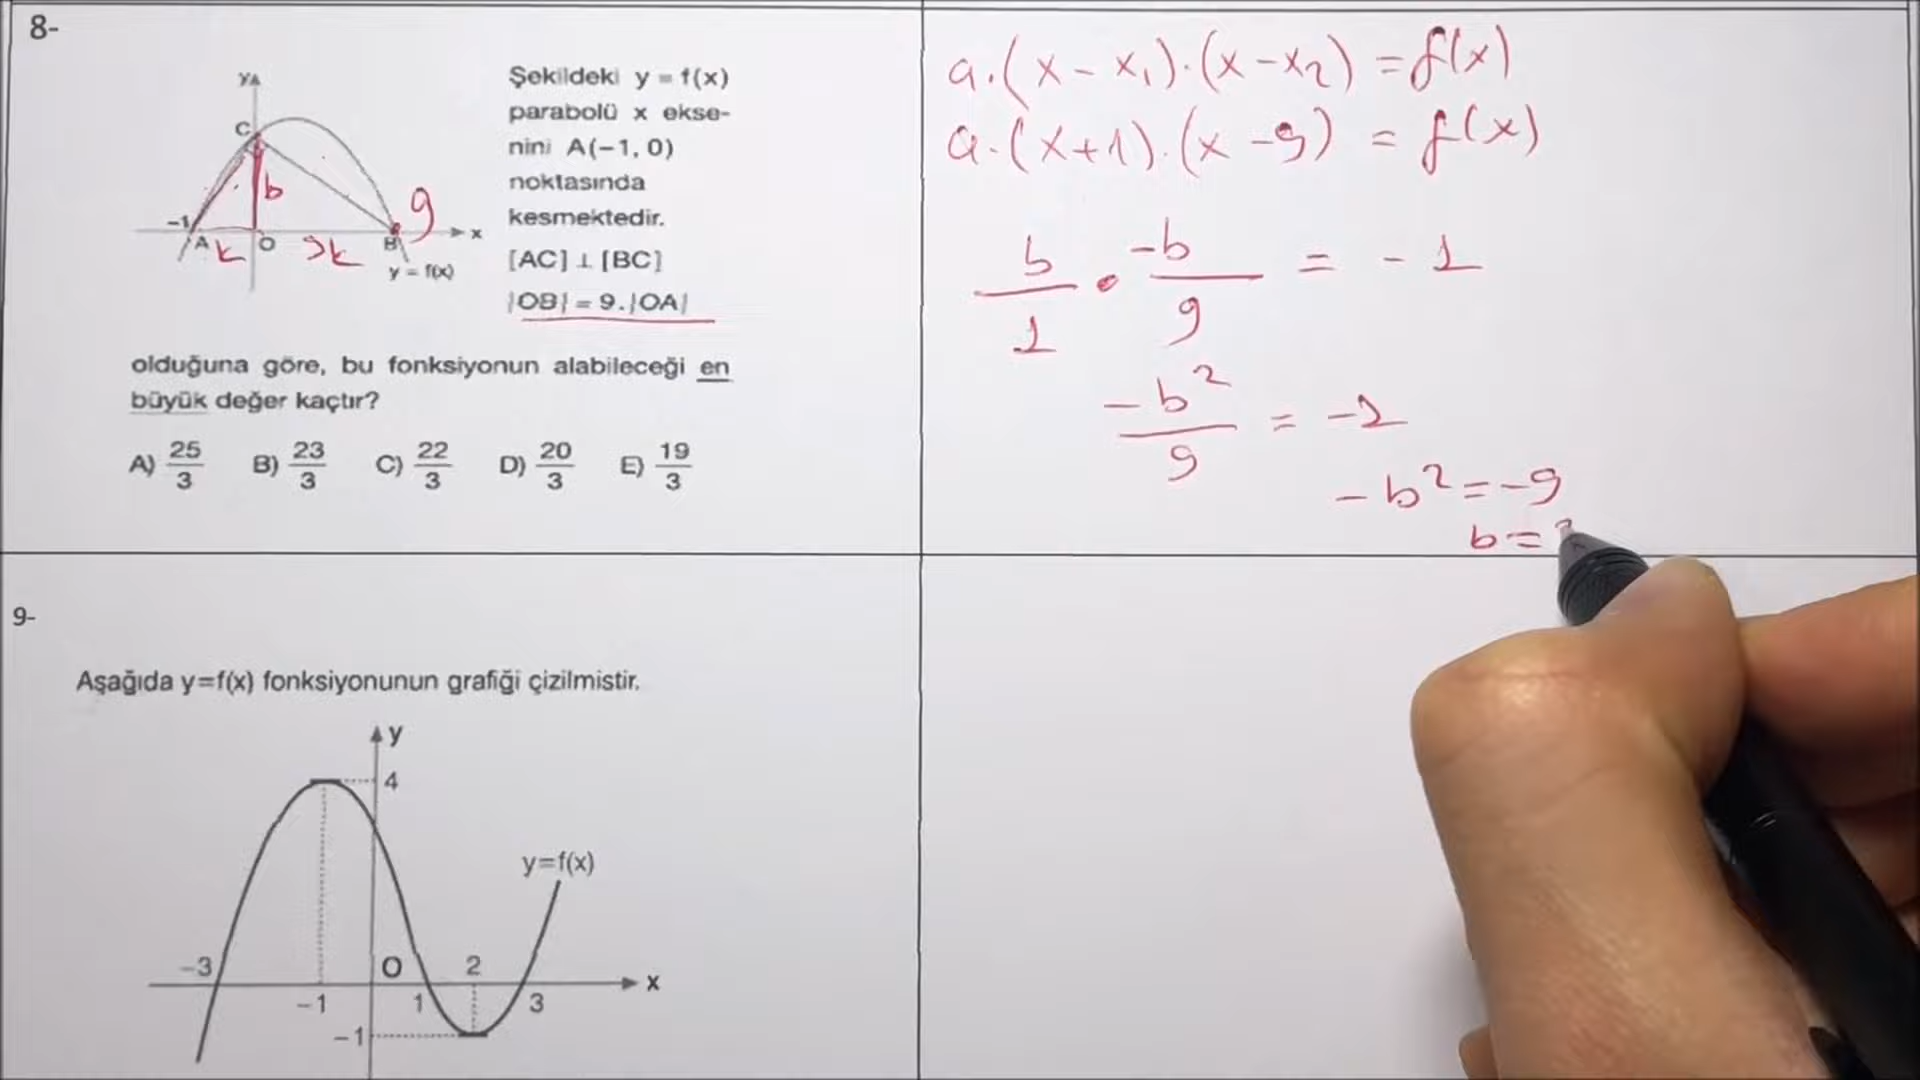 8-
y
C
b
-1
A
k
O
9k
B
9
x
y = f(x)
Şekildeki y = f(x)
parabolü x ekse-
nini A(-1, 0)
noktasında
kesmektedir.
[AC] ⊥ [BC]
|OB| = 9.|OA|
olduğuna göre, bu fonksiyonun alabileceği en
büyük değer kaçtır?
A) 25/3 B) 23/3 C) 22/3 D) 20/3 E) 19/3
a.(x-x₁).(x-x₂) = f(x)
a.(x+1).(x-9) = f(x)
b/1 . -b/9 = -1
-b²/9 = -1
-b² = -9
b =
9-
Aşağıda y=f(x) fonksiyonunun grafiği çizilmistir.
y
4
y=f(x)
-3
O
2
x
-1
1
3
-1